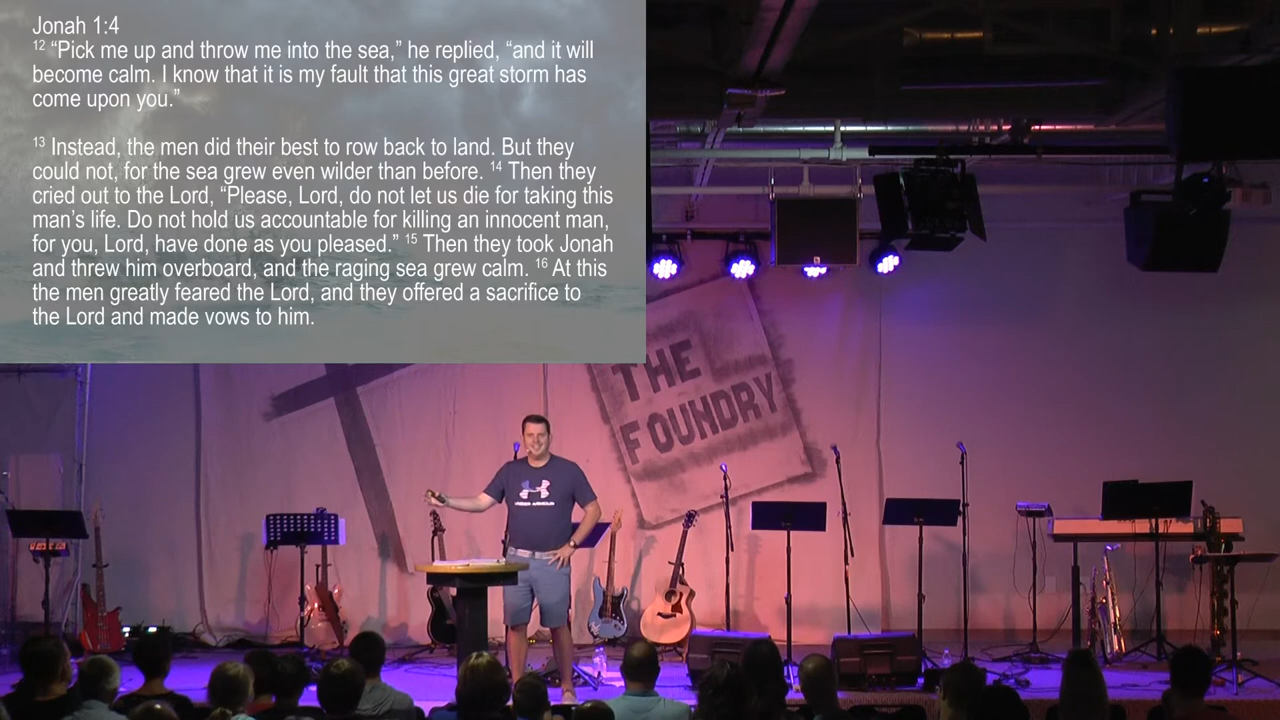 Jonah 1:4
12 “Pick me up and throw me into the sea,” he replied, “and it will
become calm. I know that it is my fault that this great storm has
come upon you.”
13 Instead, the men did their best to row back to land. But they
could not, for the sea grew even wilder than before. 14 Then they
cried out to the Lord, “Please, Lord, do not let us die for taking this
man’s life. Do not hold us accountable for killing an innocent man,
for you, Lord, have done as you pleased.” 15 Then they took Jonah
and threw him overboard, and the raging sea grew calm. 16 At this
the men greatly feared the Lord, and they offered a sacrifice to
the Lord and made vows to him.
THE
FOUNDRY
UNDER ARMOUR